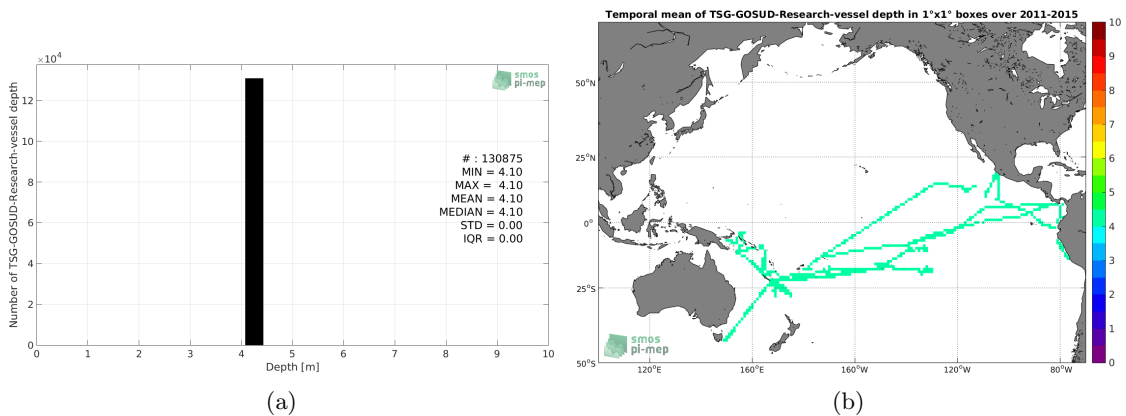 ×10⁴
12
10
8
6
4
2
0
0 1 2 3 4 5 6 7 8 9 10
Number of TSG-GOSUD-Research-vessel depth
Depth [m]
smos
pi-mep
# : 130875
MIN = 4.10
MAX = 4.10
MEAN = 4.10
MEDIAN = 4.10
STD = 0.00
IQR = 0.00
(a)
Temporal mean of TSG-GOSUD-Research-vessel depth in 1°x1° boxes over 2011-2015
50°N
25°N
0°
25°S
50°S
120°E 160°E 160°W 120°W 80°W
smos
pi-mep
10
9
8
7
6
5
4
3
2
1
0
(b)